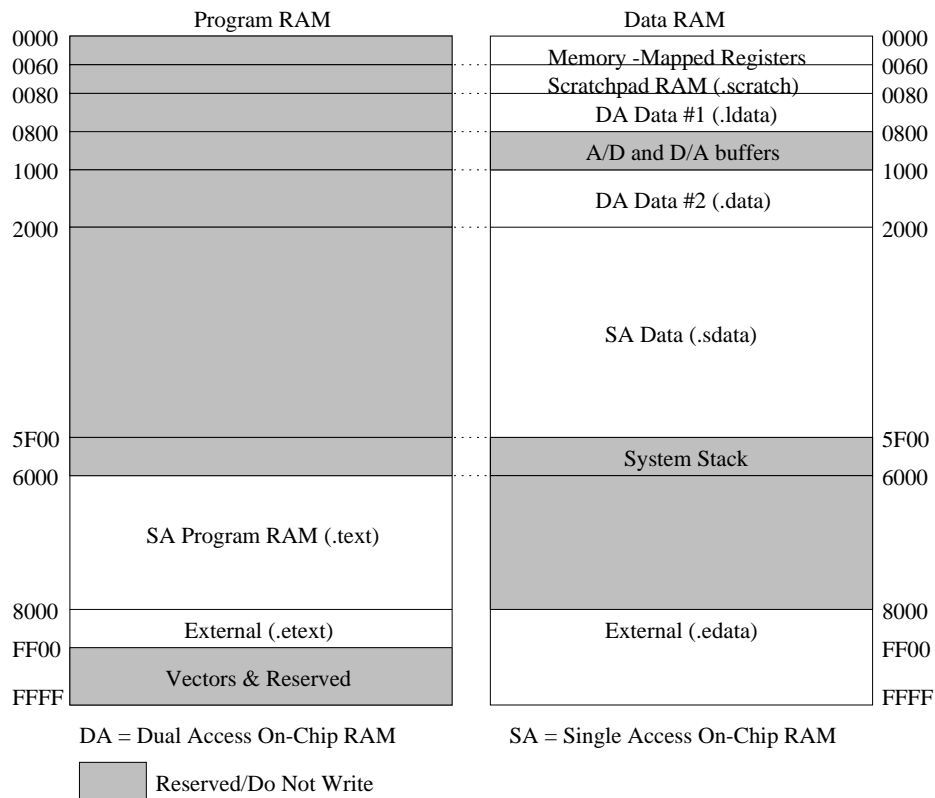 Program RAM
Data RAM
0000
0000
Memory -Mapped Registers
0060
0060
Scratchpad RAM (.scratch)
0080
0080
DA Data #1 (.ldata)
0800
0800
A/D and D/A buffers
1000
1000
DA Data #2 (.data)
2000
2000
SA Data (.sdata)
5F00
5F00
System Stack
6000
6000
SA Program RAM (.text)
8000
8000
External (.etext)
External (.edata)
FF00
FF00
Vectors & Reserved
FFFF
FFFF
DA = Dual Access On-Chip RAM
SA = Single Access On-Chip RAM
Reserved/Do Not Write